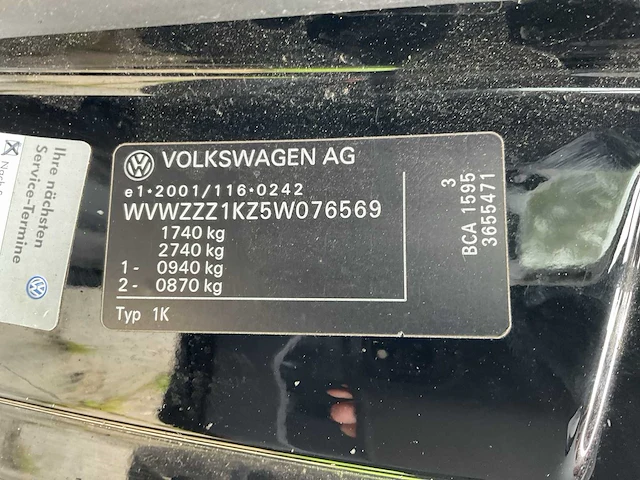 VOLKSWAGEN AG
e1*2001/116*0242
WVWZZZ1KZ5W076569
1740 kg
2740 kg
1 - 0940 kg
2 - 0870 kg
Typ 1K
3
BCA 1595
3655471
Ihre nächsten
Service-Termine